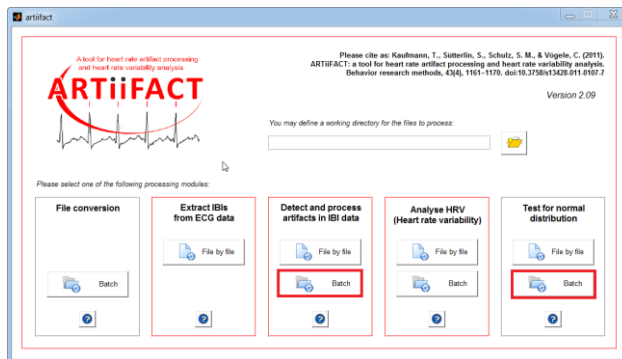 artiifact
A tool for heart rate artifact processing
and heart rate variability analysis.
ARTiiFACT
Please cite as: Kaufmann, T., Sütterlin, S., Schulz, S. M., & Vögele, C. (2011).
ARTiiFACT: a tool for heart rate artifact processing and heart rate variability analysis.
Behavior research methods, 43(4), 1161-1170. doi:10.3758/s13428-011-0107-7
Version 2.09
You may define a working directory for the files to process:
Please select one of the following processing modules:
File conversion
Batch
?
Extract IBIs
from ECG data
File by file
?
Detect and process
artifacts in IBI data
File by file
Batch
?
Analyse HRV
(Heart rate variability)
File by file
Batch
?
Test for normal
distribution
File by file
Batch
?